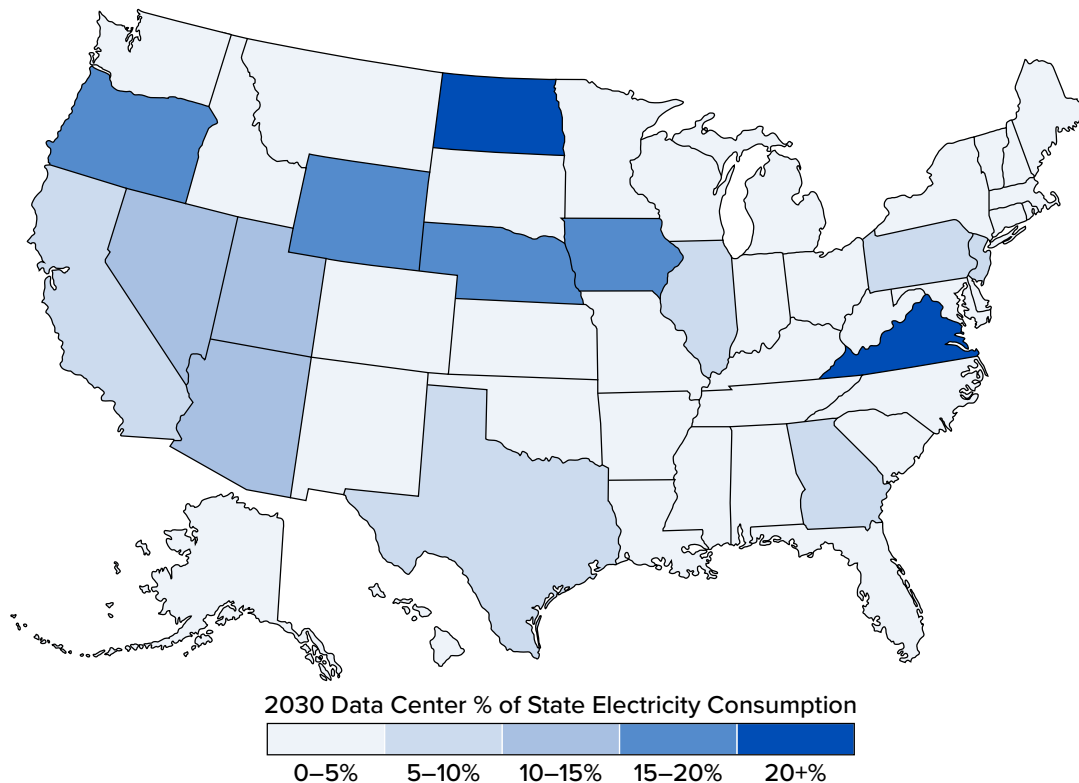 2030 Data Center % of State Electricity Consumption
0–5% 5–10% 10–15% 15–20% 20+%